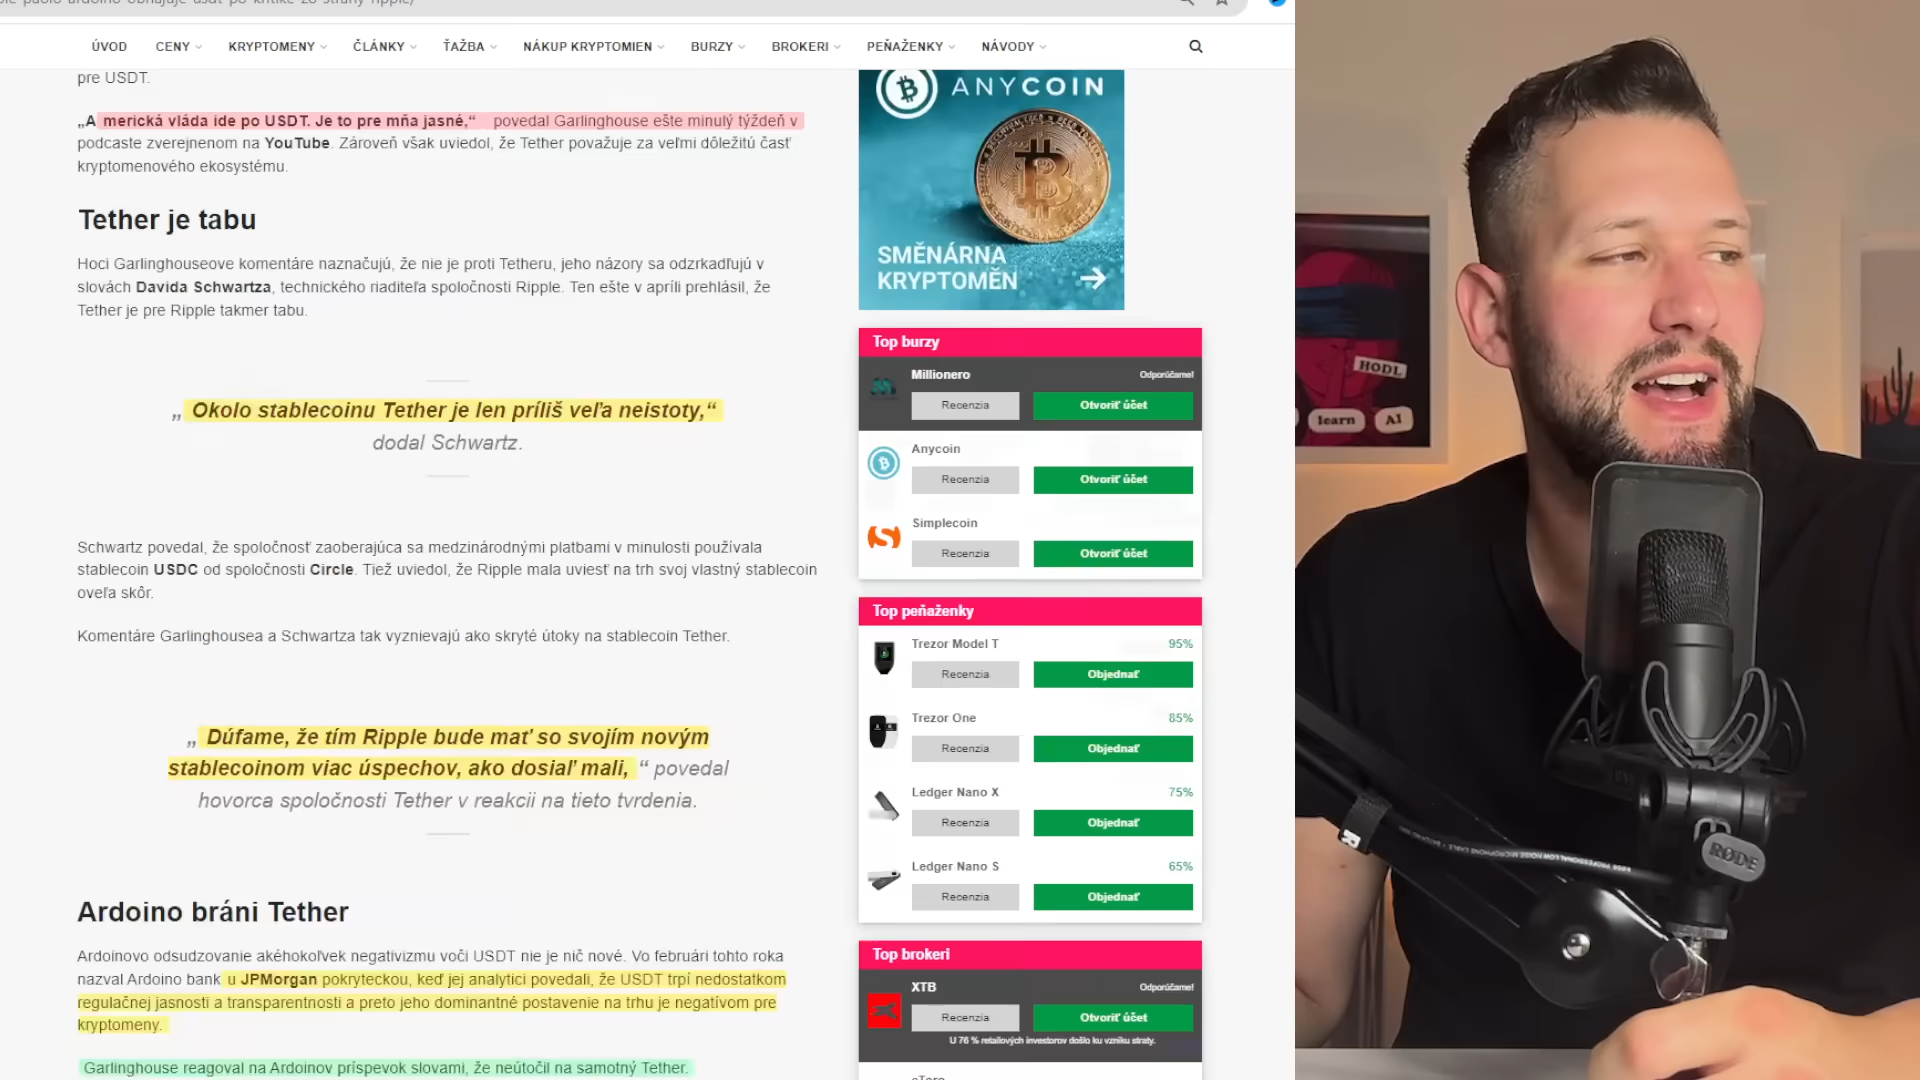 ÚVOD
CENY
KRYPTOMENY
ČLÁNKY
ŤAŽBA
NÁKUP KRYPTOMIEN
BURZY
BROKERI
PEŇAŽENKY
NÁVODY
pre USDT.
„Americká vláda ide po USDT. Je to pre mňa jasné,“ povedal Garlinghouse ešte minulý týždeň v
podcaste zverejnenom na YouTube. Zároveň však uviedol, že Tether považuje za veľmi dôležitú časť
kryptomenového ekosystému.
Tether je tabu
Hoci Garlinghouseove komentáre naznačujú, že nie je proti Tetheru, jeho názory sa odzrkadľujú v
slovách Davida Schwartza, technického riaditeľa spoločnosti Ripple. Ten ešte v apríli prehlásil, že
Tether je pre Ripple takmer tabu.
„Okolo stablecoinu Tether je len príliš veľa neistoty,“
dodal Schwartz.
Schwartz povedal, že spoločnosť zaoberajúca sa medzinárodnými platbami v minulosti používala
stablecoin USDC od spoločnosti Circle. Tiež uviedol, že Ripple mala uviesť na trh svoj vlastný stablecoin
oveľa skôr.
Komentáre Garlinghousea a Schwartza tak vyznievajú ako skryté útoky na stablecoin Tether.
„Dúfame, že tím Ripple bude mať so svojím novým
stablecoinom viac úspechov, ako dosiaľ mali, “ povedal
hovorca spoločnosti Tether v reakcii na tieto tvrdenia.
Ardoino bráni Tether
Ardoinovo odsudzovanie akéhokoľvek negativizmu voči USDT nie je nič nové. Vo februári tohto roka
nazval Ardoino banku JPMorgan pokryteckou, keď jej analytici povedali, že USDT trpí nedostatkom
regulačnej jasnosti a transparentnosti a preto jeho dominantné postavenie na trhu je negatívom pre
kryptomeny.
Garlinghouse reagoval na Ardoinov príspevok slovami, že neútočil na samotný Tether.
ANYCOIN
SMĚNÁRNA
KRYPTOMĚN
Top burzy
Millionero
Odporúčame!
Recenzia
Otvoriť účet
Anycoin
Recenzia
Otvoriť účet
Simplecoin
Recenzia
Otvoriť účet
Top peňaženky
Trezor Model T
95%
Recenzia
Objednať
Trezor One
85%
Recenzia
Objednať
Ledger Nano X
75%
Recenzia
Objednať
Ledger Nano S
65%
Recenzia
Objednať
Top brokeri
XTB
Odporúčame!
Recenzia
Otvoriť účet
U 76 % retailových investorov došlo ku vzniku straty.
HODL
learn
AI
RØDE